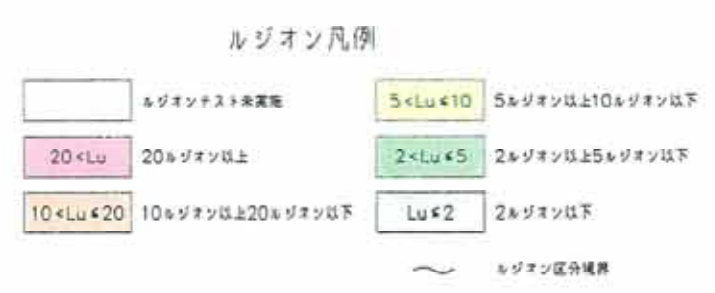 ルジオン凡例
ルジオンテスト未実施
20<Lu 20ルジオン以上
10<Lu≦20 10ルジオン以上20ルジオン以下
5<Lu≦10 5ルジオン以上10ルジオン以下
2<Lu≦5 2ルジオン以上5ルジオン以下
Lu≦2 2ルジオン以下
ルジオン区分境界